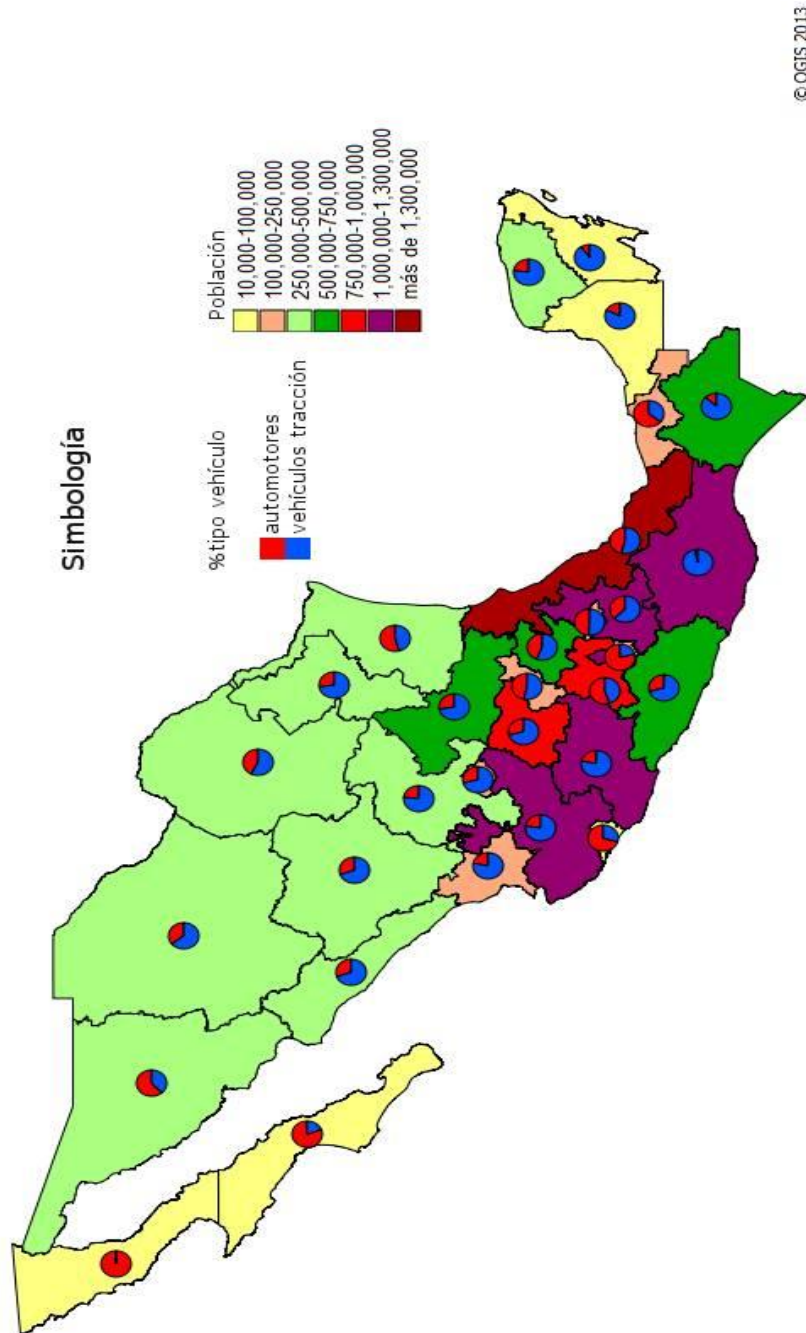 Simbología
%tipo vehículo
automotores
vehículos tracción
Población
10,000-100,000
100,000-250,000
250,000-500,000
500,000-750,000
750,000-1,000,000
1,000,000-1,300,000
más de 1,300,000
© QGIS 2013